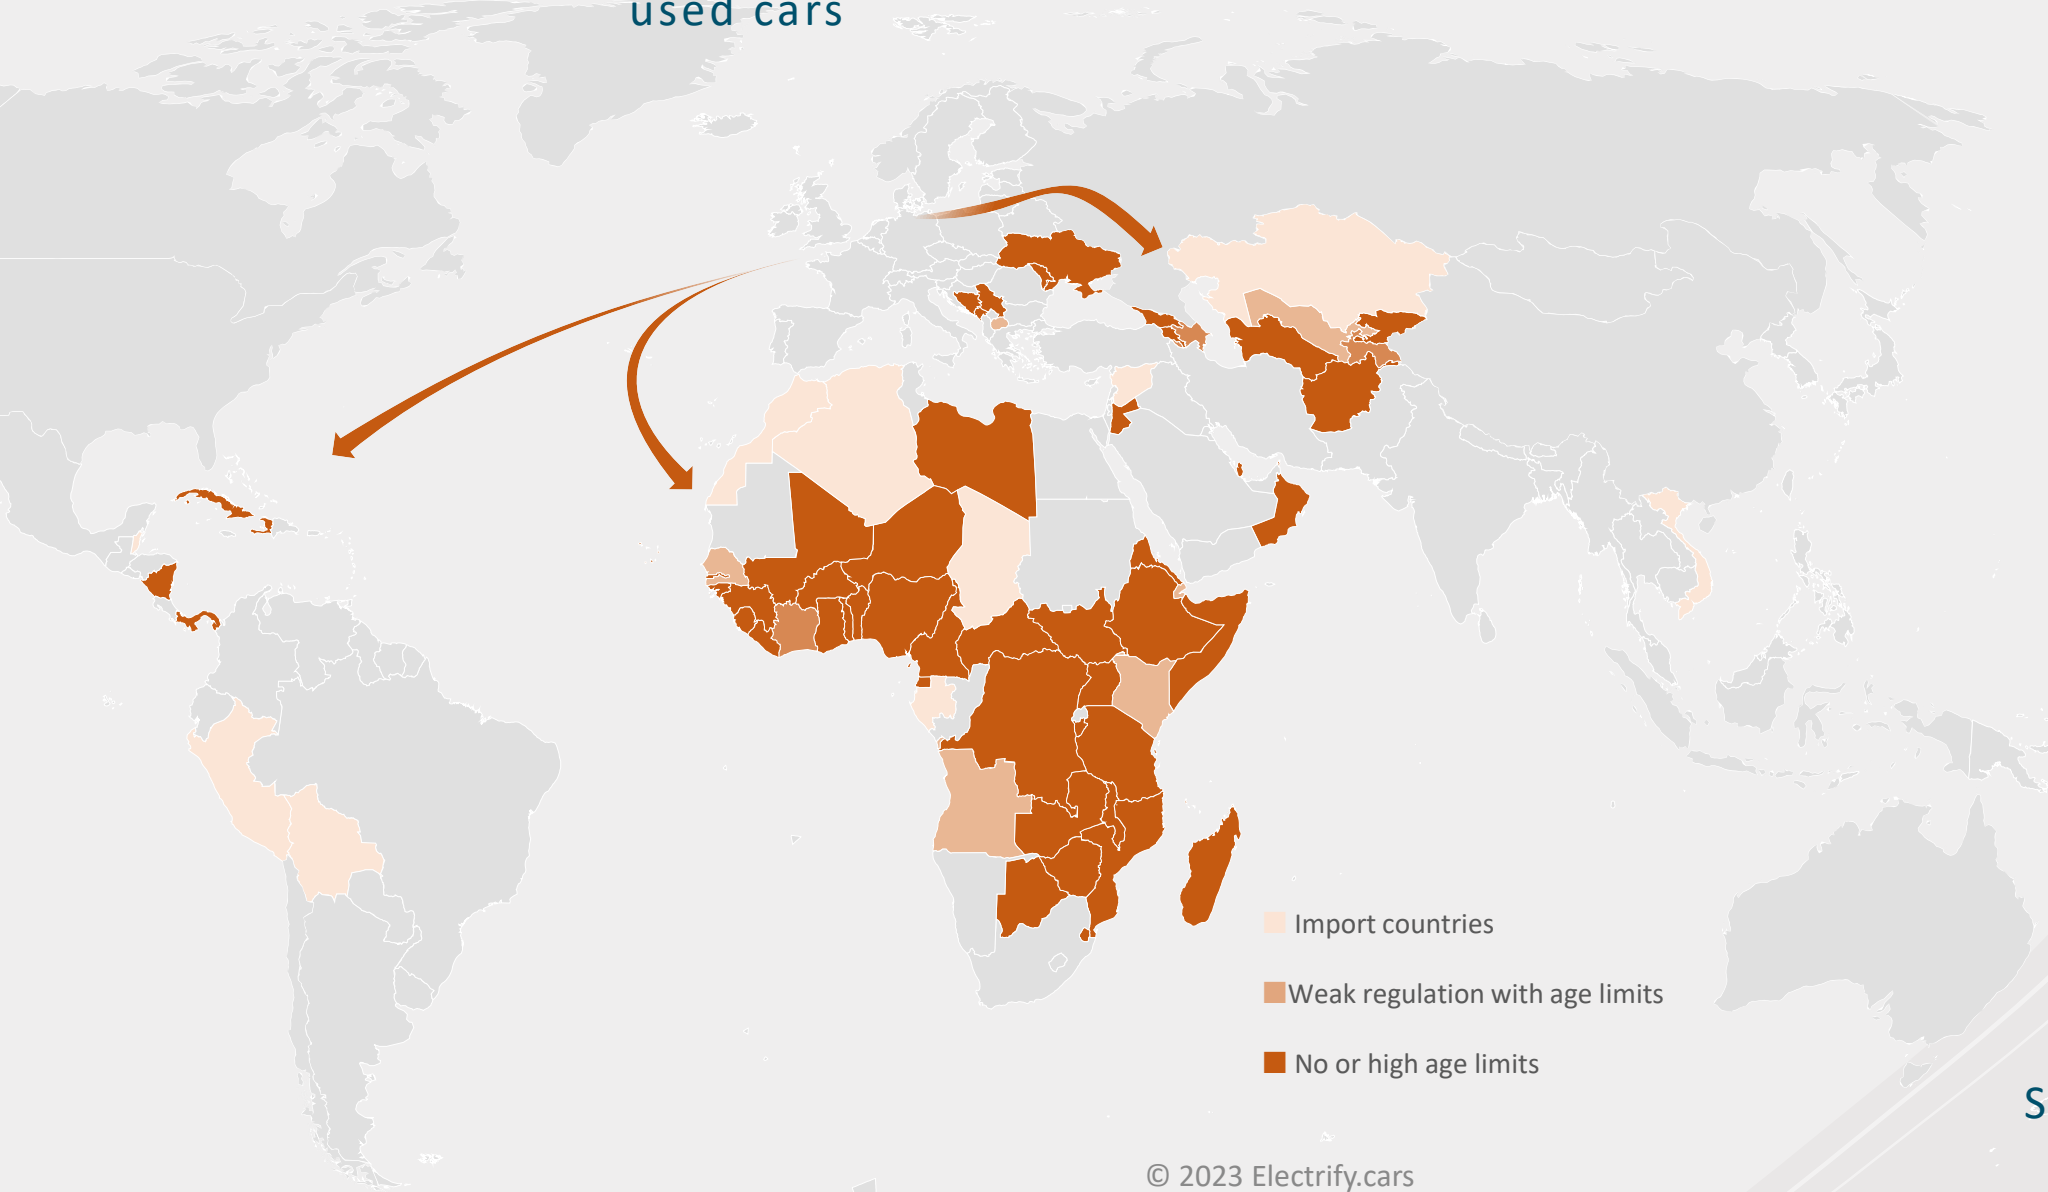 used cars
Import countries
Weak regulation with age limits
No or high age limits
S
© 2023 Electrify.cars